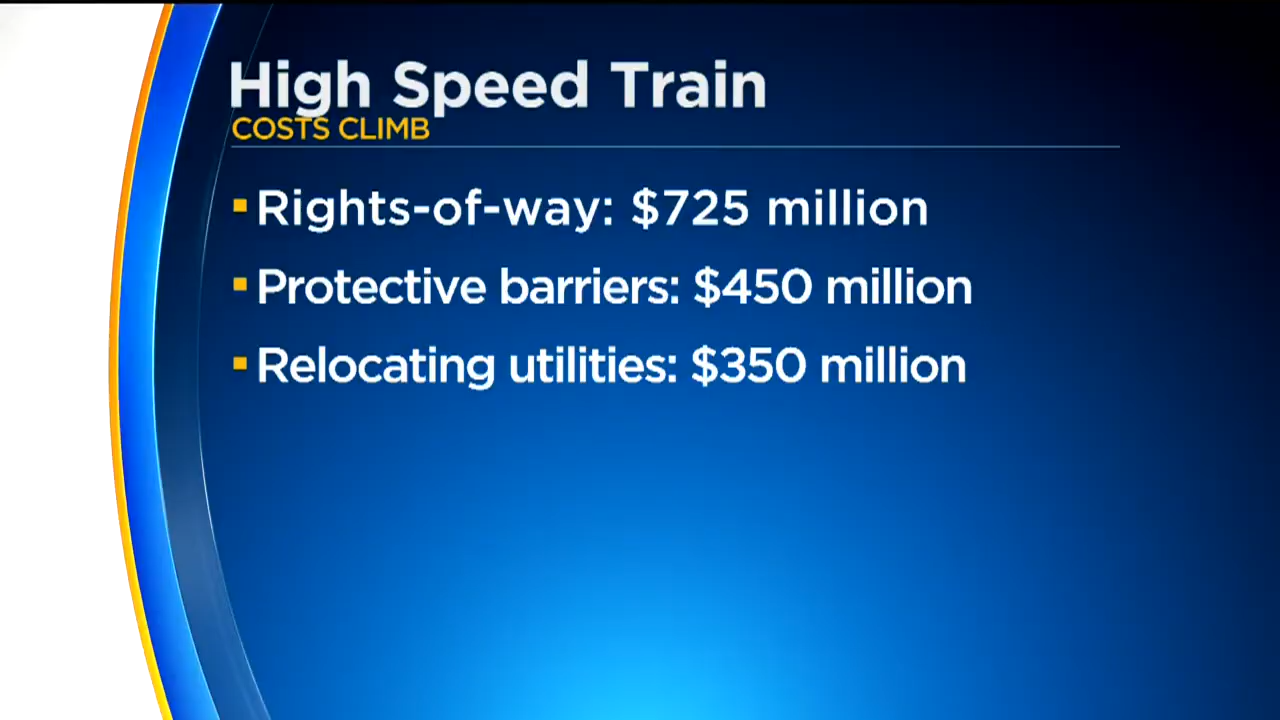 High Speed Train
COSTS CLIMB
▪ Rights-of-way: $725 million
▪ Protective barriers: $450 million
▪ Relocating utilities: $350 million